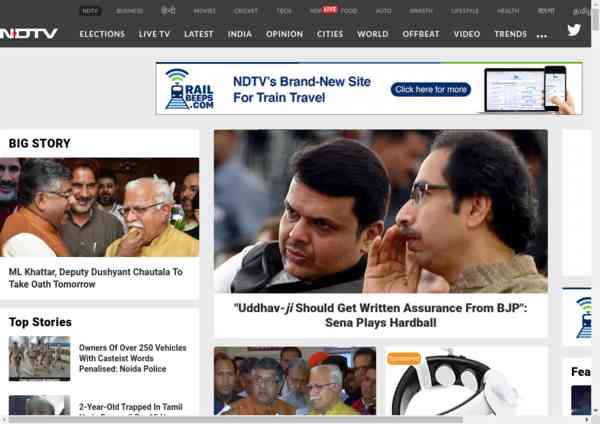 NDTV BUSINESS हिन्दी MOVIES CRICKET TECH HOP LIVE FOOD AUTO SWASTH LIFESTYLE HEALTH বাংলা தமிழ்
NDTV ELECTIONS LIVE TV LATEST INDIA OPINION CITIES WORLD OFFBEAT VIDEO TRENDS
RAIL
BEEPS
.COM
NDTV's Brand-New Site
For Train Travel
Click here for more
BIG STORY
ML Khattar, Deputy Dushyant Chautala To
Take Oath Tomorrow
"Uddhav-ji Should Get Written Assurance From BJP":
Sena Plays Hardball
Top Stories
Owners Of Over 250 Vehicles
With Casteist Words
Penalised: Noida Police
2-Year-Old Trapped In Tamil
Sponsored
Fea